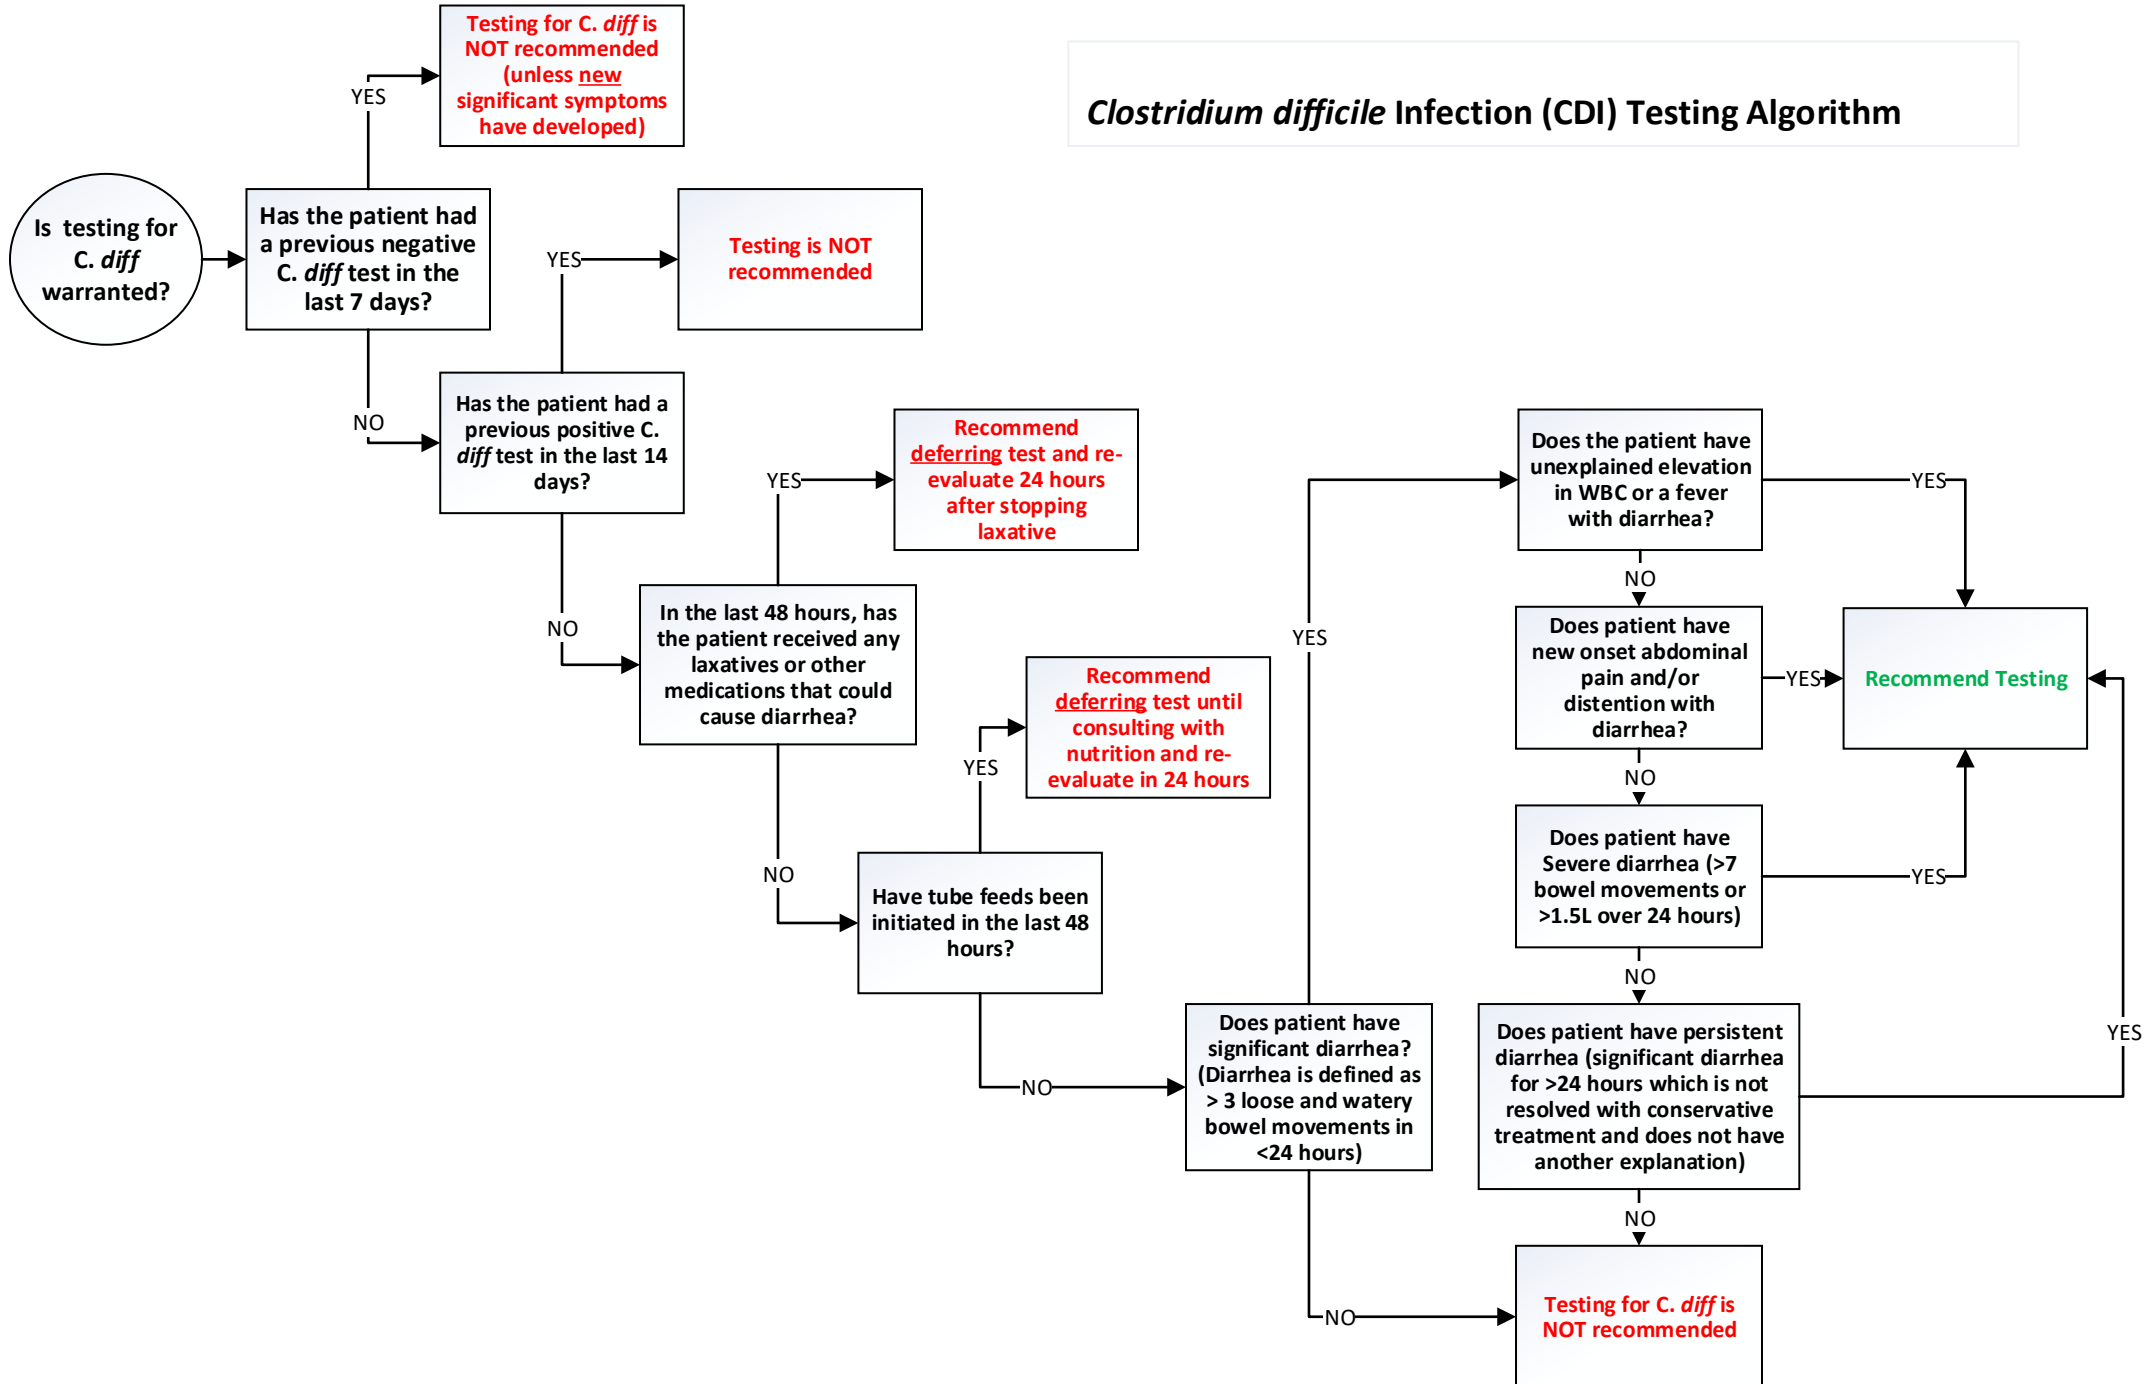 Testing for C. diff is
NOT recommended
(unless new
significant symptoms
have developed)
YES
Clostridium difficile Infection (CDI) Testing Algorithm
Is  testing for
C. diff
warranted?
Has the patient had
a previous negative
C. diff test in the
last 7 days?
YES
Testing is NOT
recommended
NO
Has the patient had a
previous positive C.
diff test in the last 14
days?
YES
Recommend
deferring test and re-
evaluate 24 hours
after stopping
laxative
NO
In the last 48 hours, has
the patient received any
laxatives or other
medications that could
cause diarrhea?
YES
Recommend
deferring test until
consulting with
nutrition and re-
evaluate in 24 hours
NO
Have tube feeds been
initiated in the last 48
hours?
NO
Does patient have
significant diarrhea?
(Diarrhea is defined as
> 3 loose and watery
bowel movements in
<24 hours)
YES
Does the patient have
unexplained elevation
in WBC or a fever
with diarrhea?
YES
NO
Does patient have
new onset abdominal
pain and/or
distention with
diarrhea?
YES
Recommend Testing
NO
Does patient have
Severe diarrhea (>7
bowel movements or
>1.5L over 24 hours)
YES
NO
Does patient have persistent
diarrhea (significant diarrhea
for >24 hours which is not
resolved with conservative
treatment and does not have
another explanation)
YES
NO
NO
Testing for C. diff is
NOT recommended